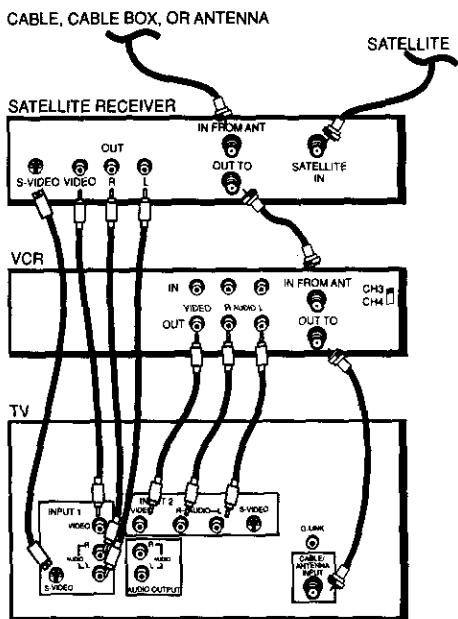 CABLE, CABLE BOX, OR ANTENNA
SATELLITE
SATELLITE RECEIVER
IN FROM ANT
OUT
S-VIDEO VIDEO R L
OUT TO
SATELLITE
IN
VCR
IN
IN FROM ANT
CH3
CH4
VIDEO R AUDIO L
OUT
OUT TO
TV
INPUT 1
INPUT 2
VIDEO R-AUDIO-L S-VIDEO
VIDEO
R
AUDIO
L
S-VIDEO
R
AUDIO
L
AUDIO OUTPUT
G-LINK
CABLE/
ANTENNA
INPUT